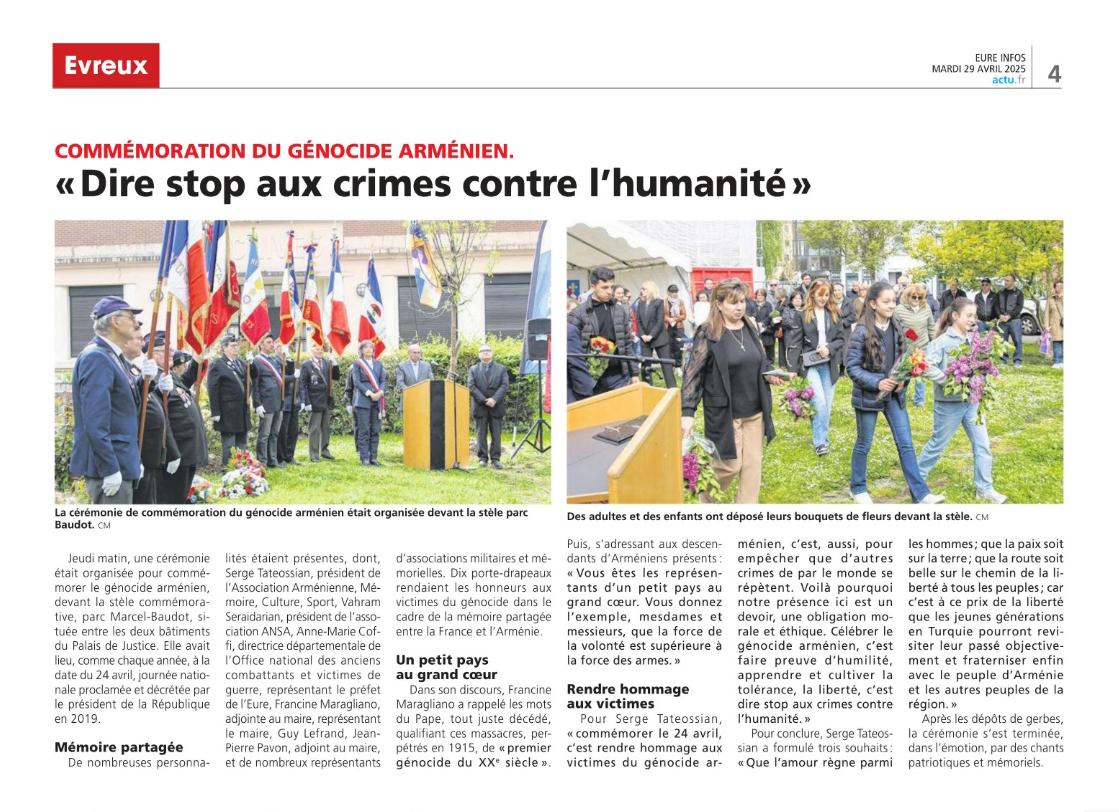 Evreux
EURE INFOS
MARDI 29 AVRIL 2025
actu.fr
4
COMMÉMORATION DU GÉNOCIDE ARMÉNIEN.
« Dire stop aux crimes contre l’humanité »
La cérémonie de commémoration du génocide arménien était organisée devant la stèle parc
Baudot. CM
Des adultes et des enfants ont déposé leurs bouquets de fleurs devant la stèle. CM
Jeudi matin, une cérémonie
était organisée pour commé-
morer le génocide arménien,
devant la stèle commémora-
tive, parc Marcel-Baudot, si-
tuée entre les deux bâtiments
du Palais de Justice. Elle avait
lieu, comme chaque année, à la
date du 24 avril, journée natio-
nale proclamée et décrétée par
le président de la République
en 2019.
Mémoire partagée
De nombreuses personna-
lités étaient présentes, dont,
Serge Tateossian, président de
l’Association Arménienne, Mé-
moire, Culture, Sport, Vahram
Seraidarian, président de l’asso-
ciation ANSA, Anne-Marie Cof-
fi, directrice départementale de
l’Office national des anciens
combattants et victimes de
guerre, représentant le préfet
de l’Eure, Francine Maragliano,
adjointe au maire, représentant
le maire, Guy Lefrand, Jean-
Pierre Pavon, adjoint au maire,
et de nombreux représentants
d’associations militaires et mé-
morielles. Dix porte-drapeaux
rendaient les honneurs aux
victimes du génocide dans le
cadre de la mémoire partagée
entre la France et l’Arménie.
Un petit pays
au grand cœur
Dans son discours, Francine
Maragliano a rappelé les mots
du Pape, tout juste décédé,
qualifiant ces massacres, per-
pétrés en 1915, de « premier
génocide du XXe siècle ».
Puis, s’adressant aux descen-
dants d’Arméniens présents :
« Vous êtes les représen-
tants d’un petit pays au
grand cœur. Vous donnez
l’exemple, mesdames et
messieurs, que la force de
la volonté est supérieure à
la force des armes. »
Rendre hommage
aux victimes
Pour Serge Tateossian,
« commémorer le 24 avril,
c’est rendre hommage aux
victimes du génocide ar-
ménien, c’est, aussi, pour
empêcher que d’autres
crimes de par le monde se
répètent. Voilà pourquoi
notre présence ici est un
devoir, une obligation mo-
rale et éthique. Célébrer le
génocide arménien, c’est
faire preuve d’humilité,
apprendre et cultiver la
tolérance, la liberté, c’est
dire stop aux crimes contre
l’humanité. »
Pour conclure, Serge Tateos-
sian a formulé trois souhaits :
« Que l’amour règne parmi
les hommes ; que la paix soit
sur la terre ; que la route soit
belle sur le chemin de la li-
berté à tous les peuples ; car
c’est à ce prix de la liberté
que les jeunes générations
en Turquie pourront revi-
siter leur passé objective-
ment et fraterniser enfin
avec le peuple d’Arménie
et les autres peuples de la
région. »
Après les dépôts de gerbes,
la cérémonie s’est terminée,
dans l’émotion, par des chants
patriotiques et mémoriels.